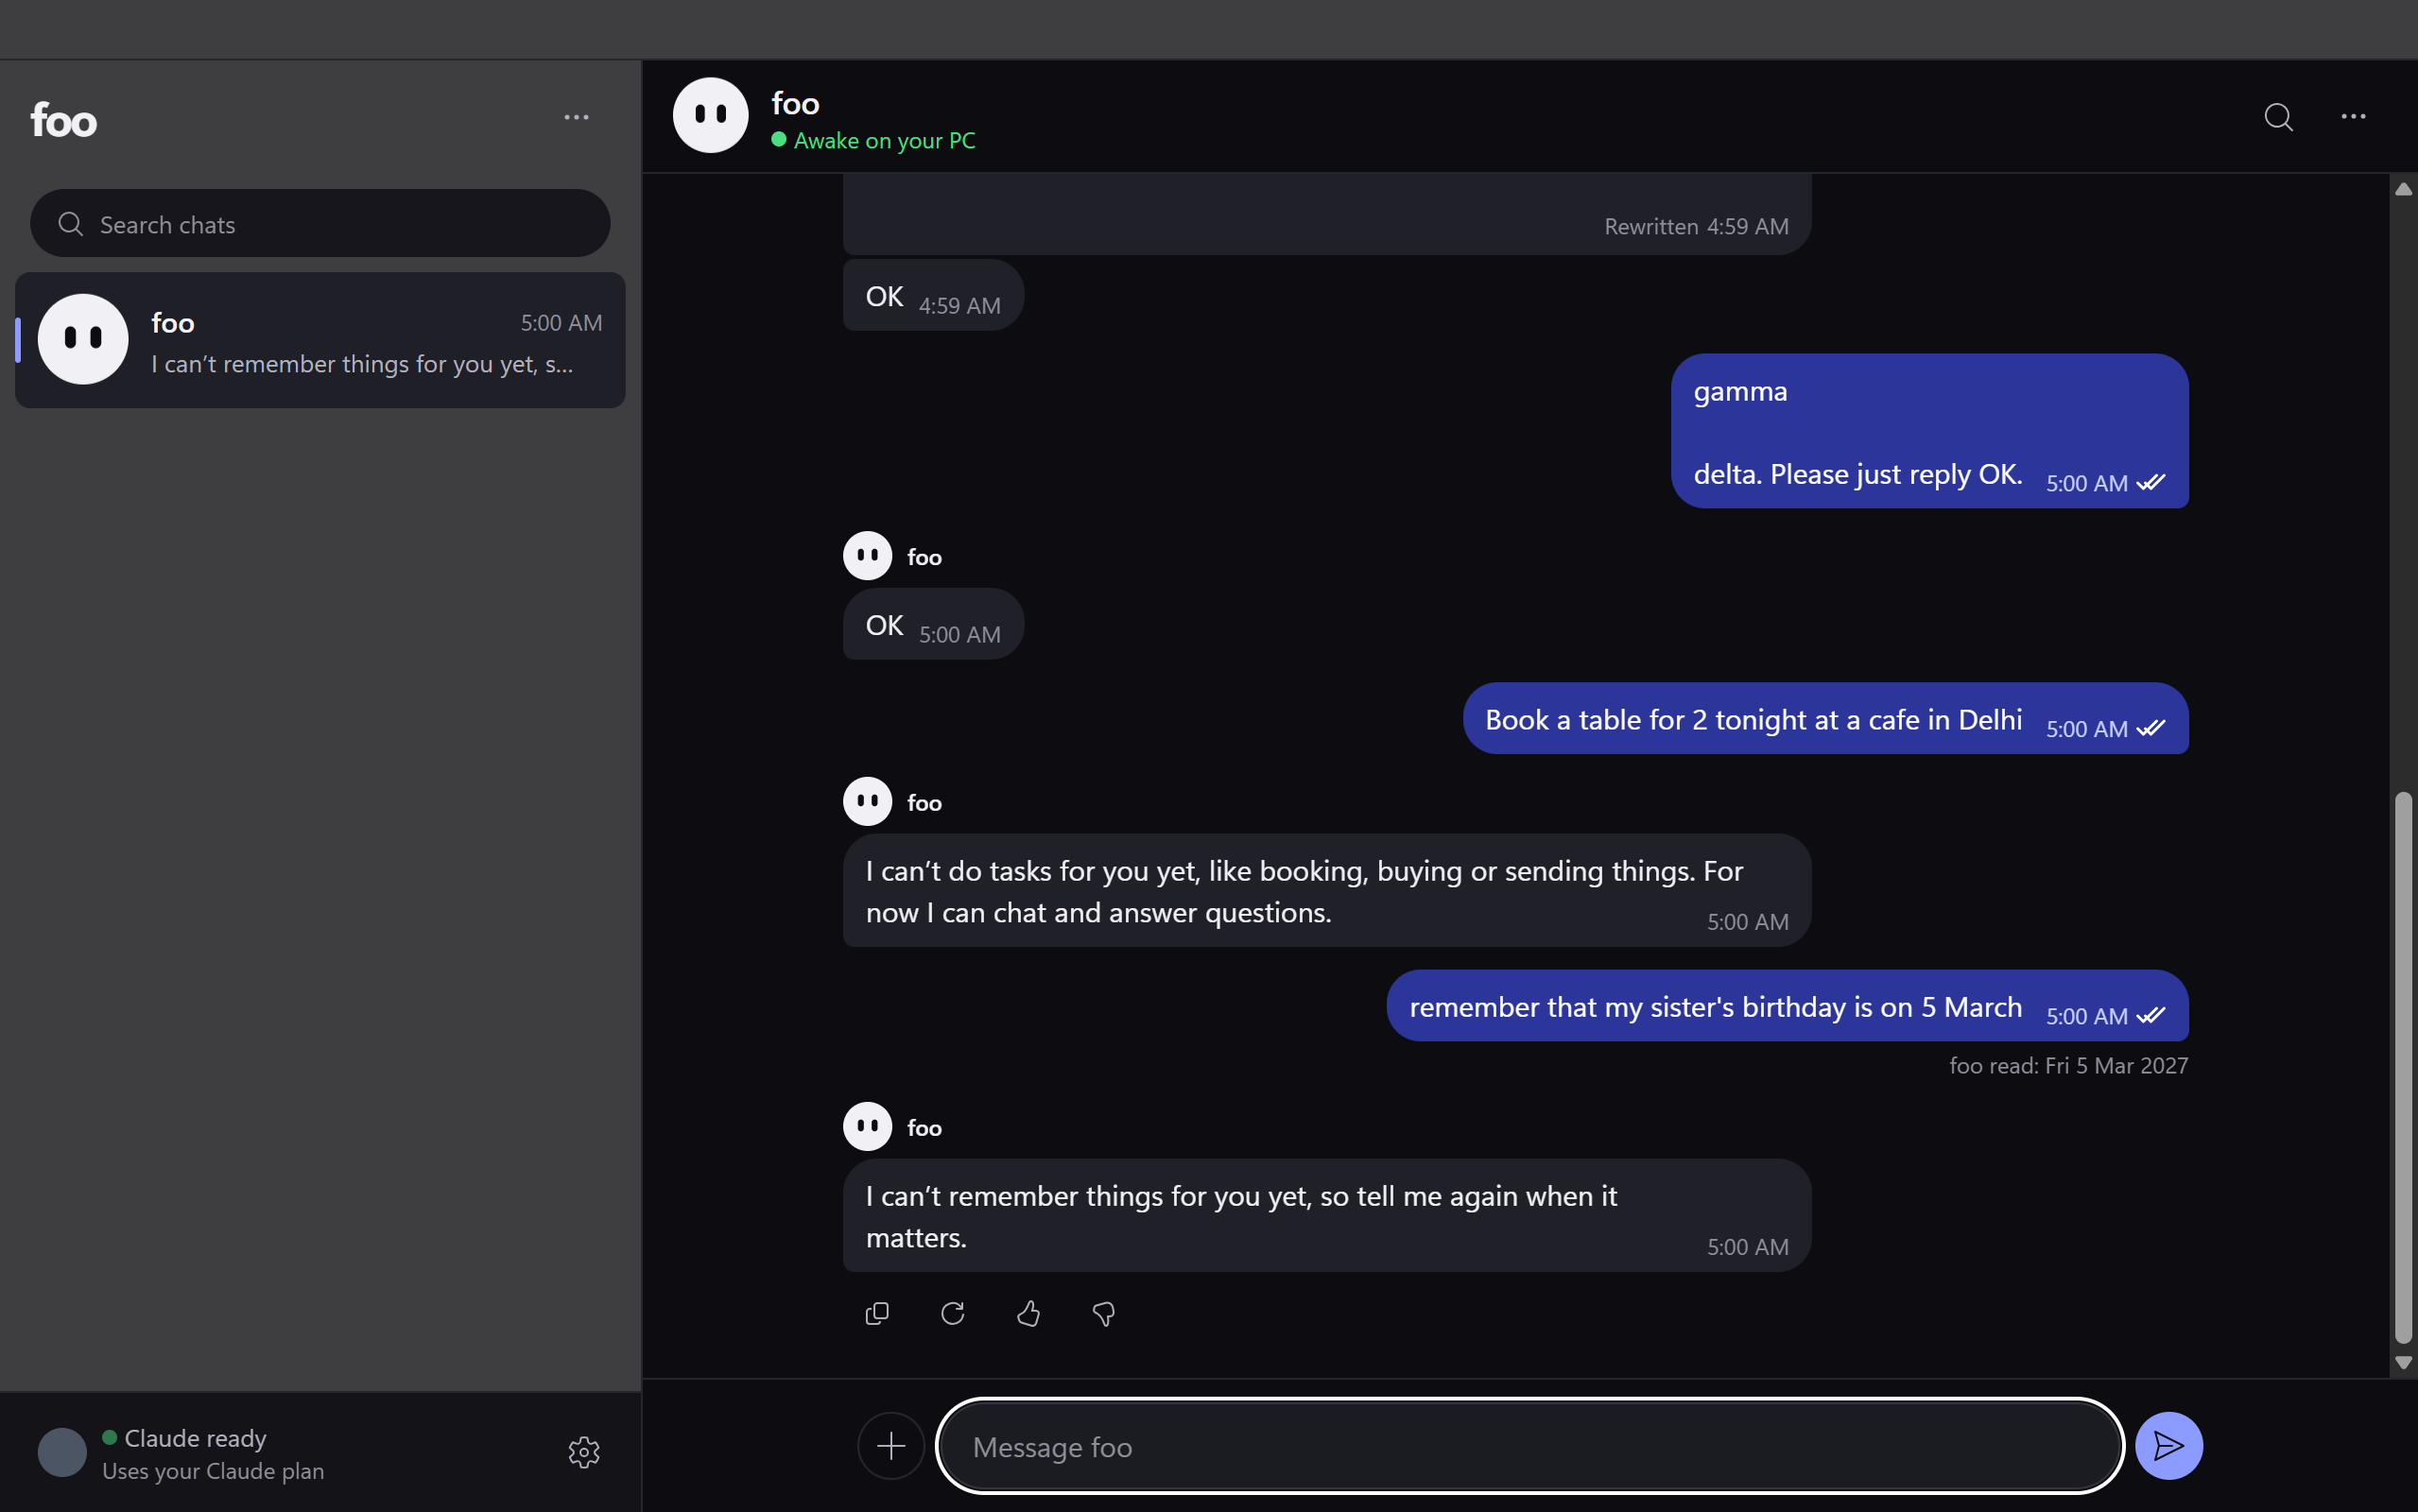 foo
Search chats
foo
5:00 AM
I can’t remember things for you yet, s...
Claude ready
Uses your Claude plan
foo
Awake on your PC
Rewritten 4:59 AM
OK 4:59 AM
gamma
delta. Please just reply OK. 5:00 AM
foo
OK 5:00 AM
Book a table for 2 tonight at a cafe in Delhi 5:00 AM
foo
I can’t do tasks for you yet, like booking, buying or sending things. For
now I can chat and answer questions. 5:00 AM
remember that my sister's birthday is on 5 March 5:00 AM
foo read: Fri 5 Mar 2027
foo
I can’t remember things for you yet, so tell me again when it
matters. 5:00 AM
Message foo